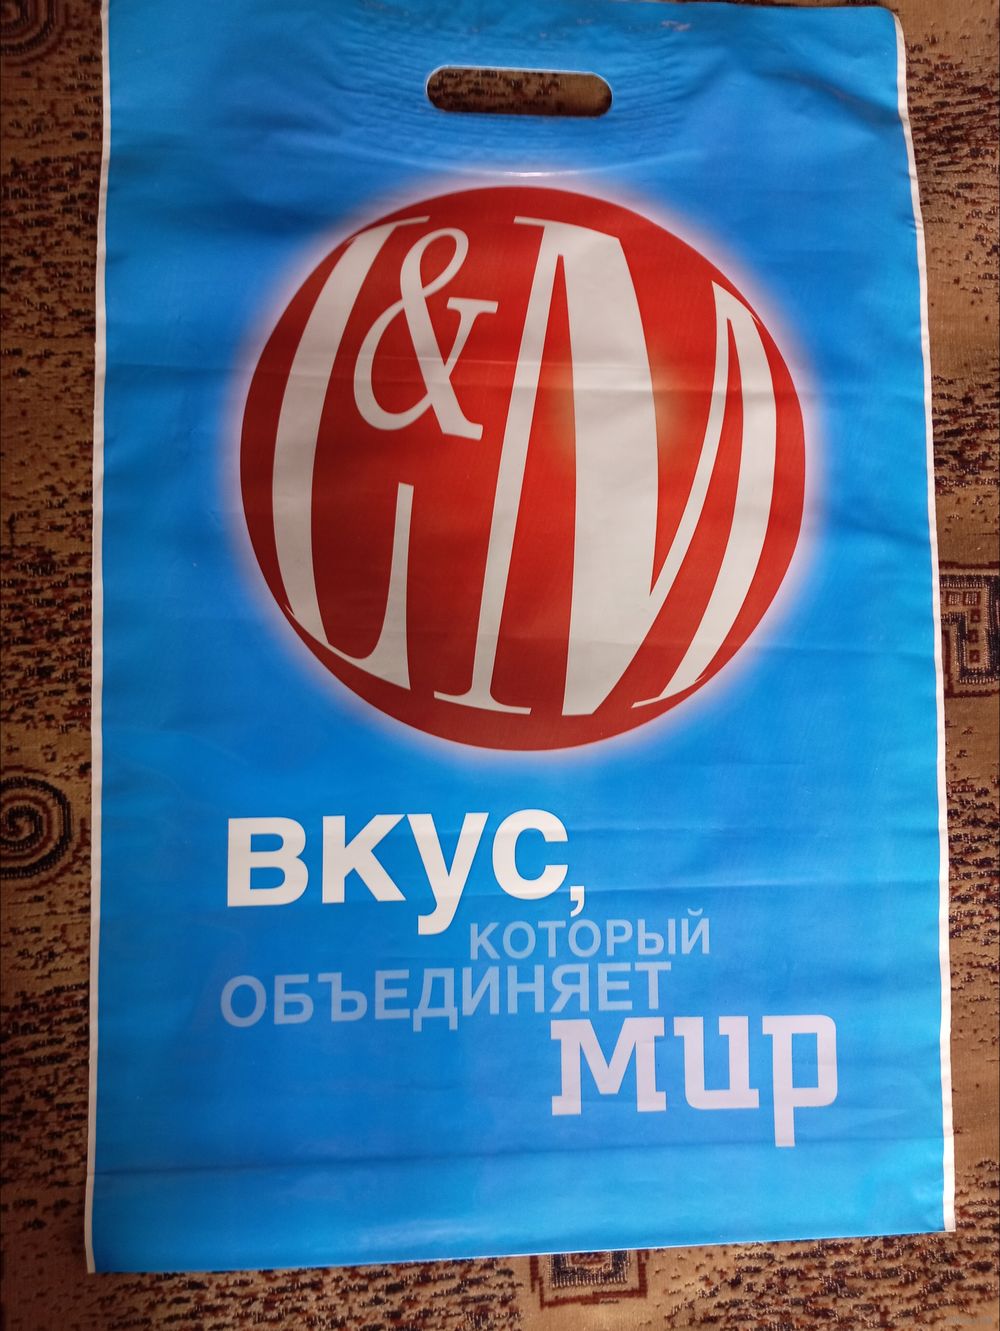 L&M
вкус,
который
объединяет
мир